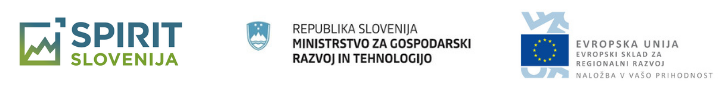 SPIRIT
SLOVENIJA
REPUBLIKA SLOVENIJA
MINISTRSTVO ZA GOSPODARSKI
RAZVOJ IN TEHNOLOGIJO
EVROPSKA UNIJA
EVROPSKI SKLAD ZA
REGIONALNI RAZVOJ
NALOŽBA V VAŠO PRIHODNOST